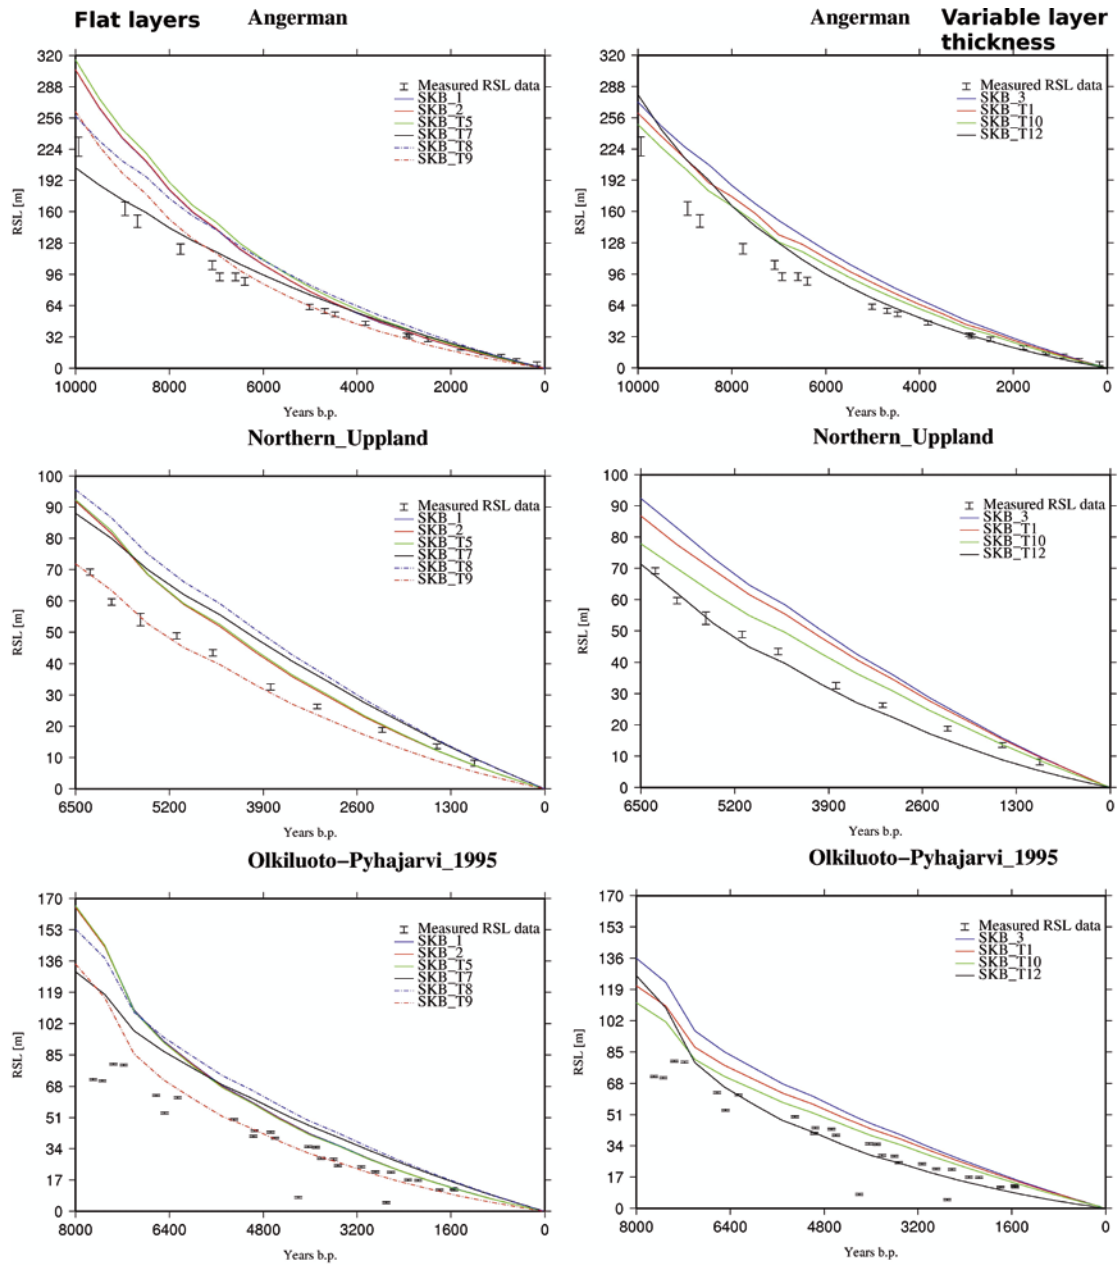 Flat layers
Angerman
320
288
256
224
192
160
128
96
64
32
0
RSL [m]
Measured RSL data
SKB_1
SKB_2
SKB_T5
SKB_T7
SKB_T8
SKB_T9
10000 8000 6000 4000 2000 0
Years b.p.
Angerman
Variable layer
thickness
320
288
256
224
192
160
128
96
64
32
0
RSL [m]
Measured RSL data
SKB_3
SKB_T1
SKB_T10
SKB_T12
10000 8000 6000 4000 2000 0
Years b.p.
Northern_Uppland
100
90
80
70
60
50
40
30
20
10
0
RSL [m]
Measured RSL data
SKB_1
SKB_2
SKB_T5
SKB_T7
SKB_T8
SKB_T9
6500 5200 3900 2600 1300 0
Years b.p.
Northern_Uppland
100
90
80
70
60
50
40
30
20
10
0
RSL [m]
Measured RSL data
SKB_3
SKB_T1
SKB_T10
SKB_T12
6500 5200 3900 2600 1300 0
Years b.p.
Olkiluoto-Pyhajarvi_1995
170
153
136
119
102
85
68
51
34
17
0
RSL [m]
Measured RSL data
SKB_1
SKB_2
SKB_T5
SKB_T7
SKB_T8
SKB_T9
8000 6400 4800 3200 1600 0
Years b.p.
Olkiluoto-Pyhajarvi_1995
170
153
136
119
102
85
68
51
34
17
0
RSL [m]
Measured RSL data
SKB_3
SKB_T1
SKB_T10
SKB_T12
8000 6400 4800 3200 1600 0
Years b.p.